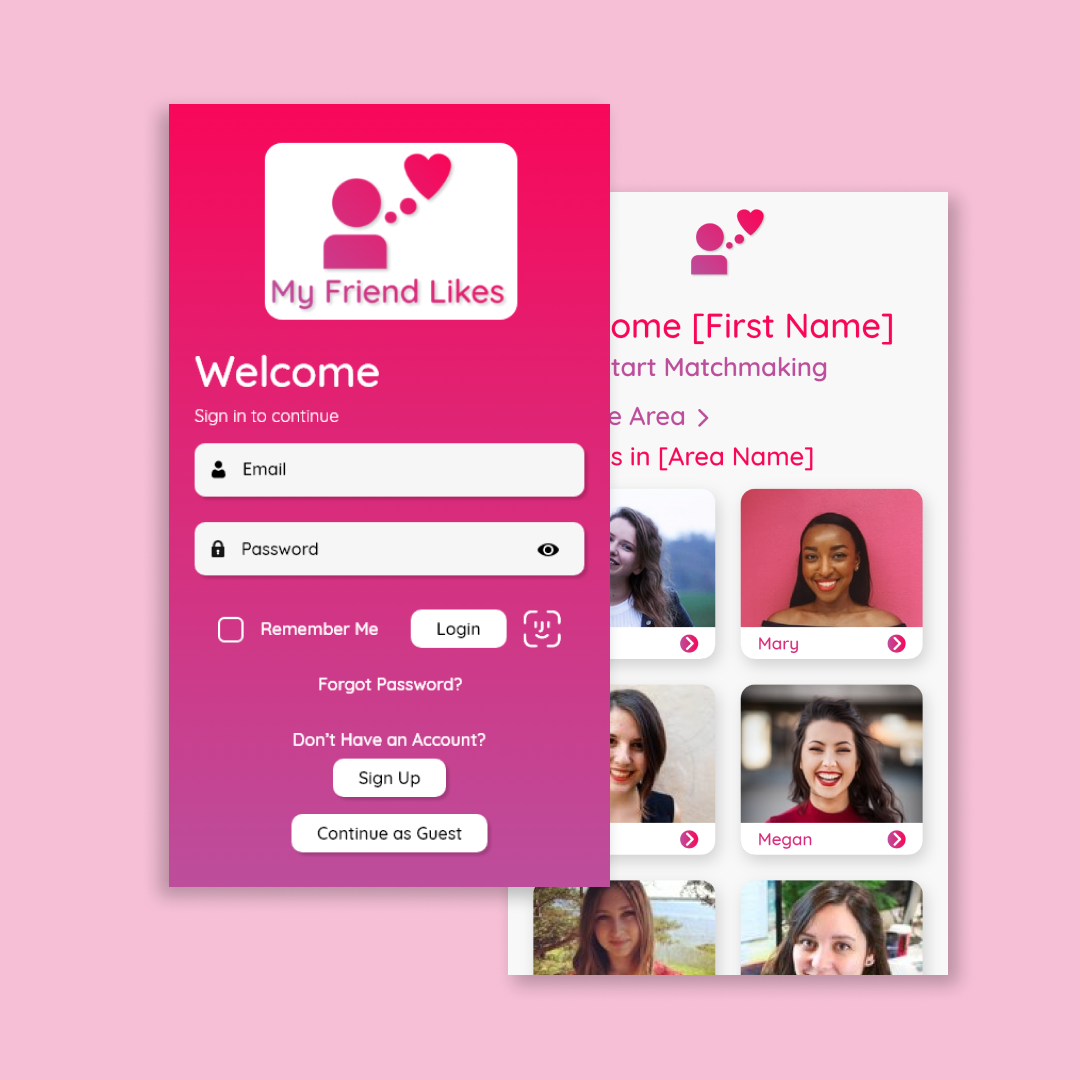 My Friend Likes
Welcome
Sign in to continue
Email
Password
Remember Me
Login
Forgot Password?
Don't Have an Account?
Sign Up
Continue as Guest
ome [First Name]
tart Matchmaking
e Area
s in [Area Name]
Mary
Megan